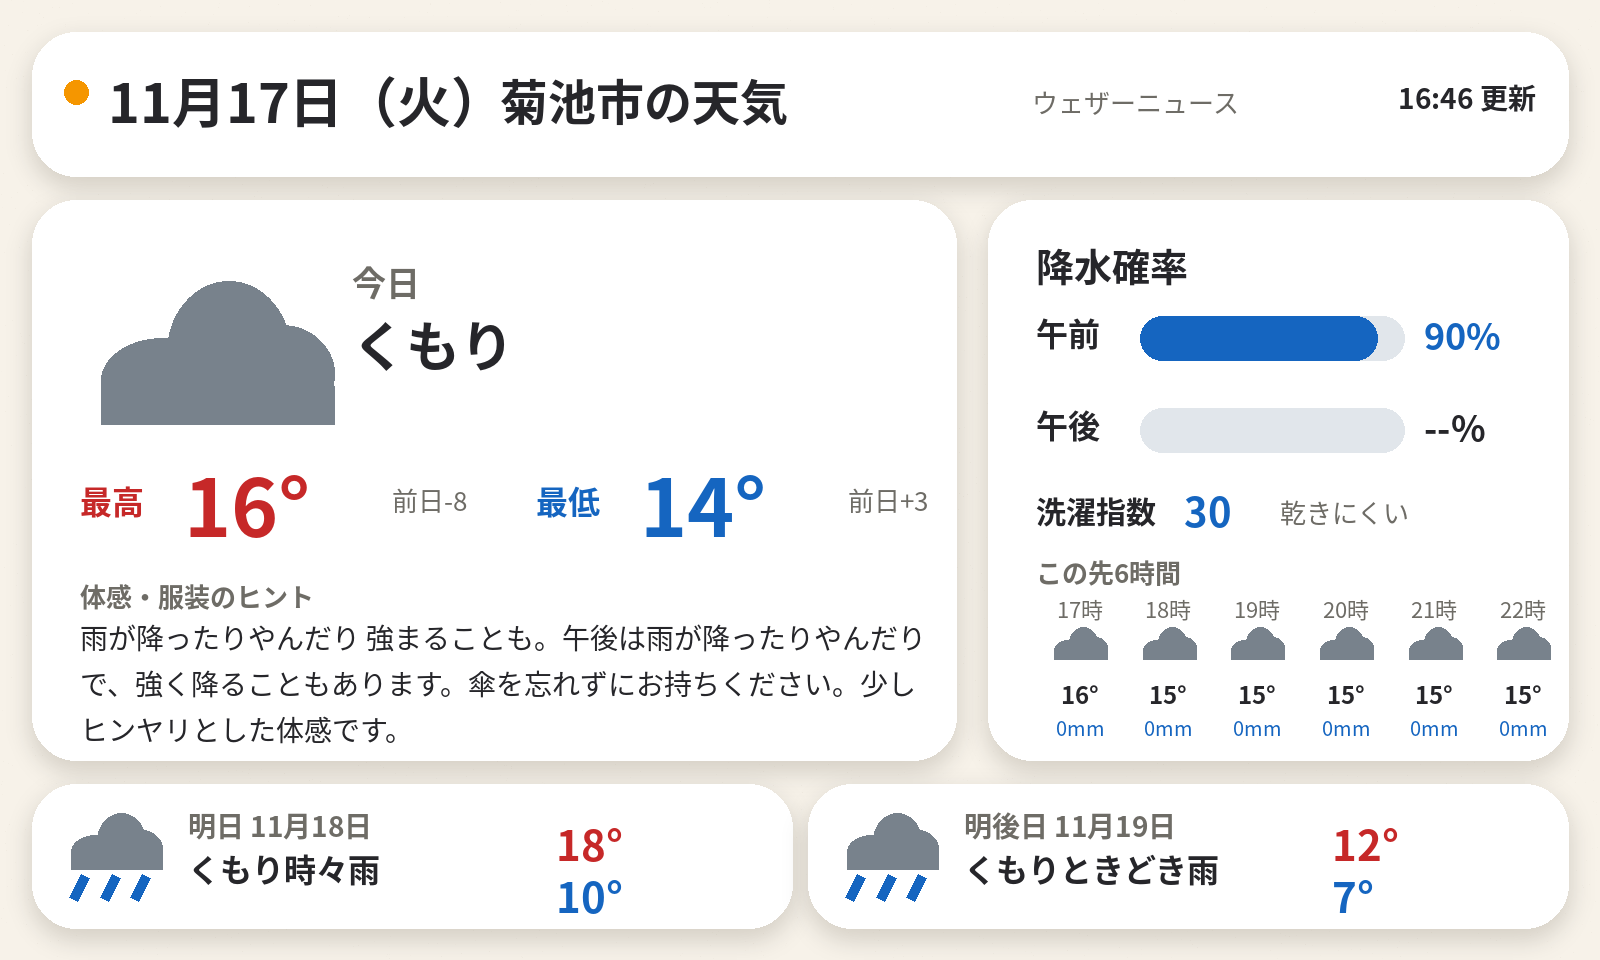 11月17日（火）菊池市の天気
ウェザーニュース
16:46 更新
今日
くもり
最高 16° 前日-8 最低 14° 前日+3
体感・服装のヒント
雨が降ったりやんだり 強まることも。午後は雨が降ったりやんだり
で、強く降ることもあります。傘を忘れずにお持ちください。少し
ヒンヤリとした体感です。
降水確率
午前 90%
午後 --%
洗濯指数 30 乾きにくい
この先6時間
17時 18時 19時 20時 21時 22時
16° 15° 15° 15° 15° 15°
0mm 0mm 0mm 0mm 0mm 0mm
明日 11月18日
くもり時々雨
18°
10°
明後日 11月19日
くもりときどき雨
12°
7°